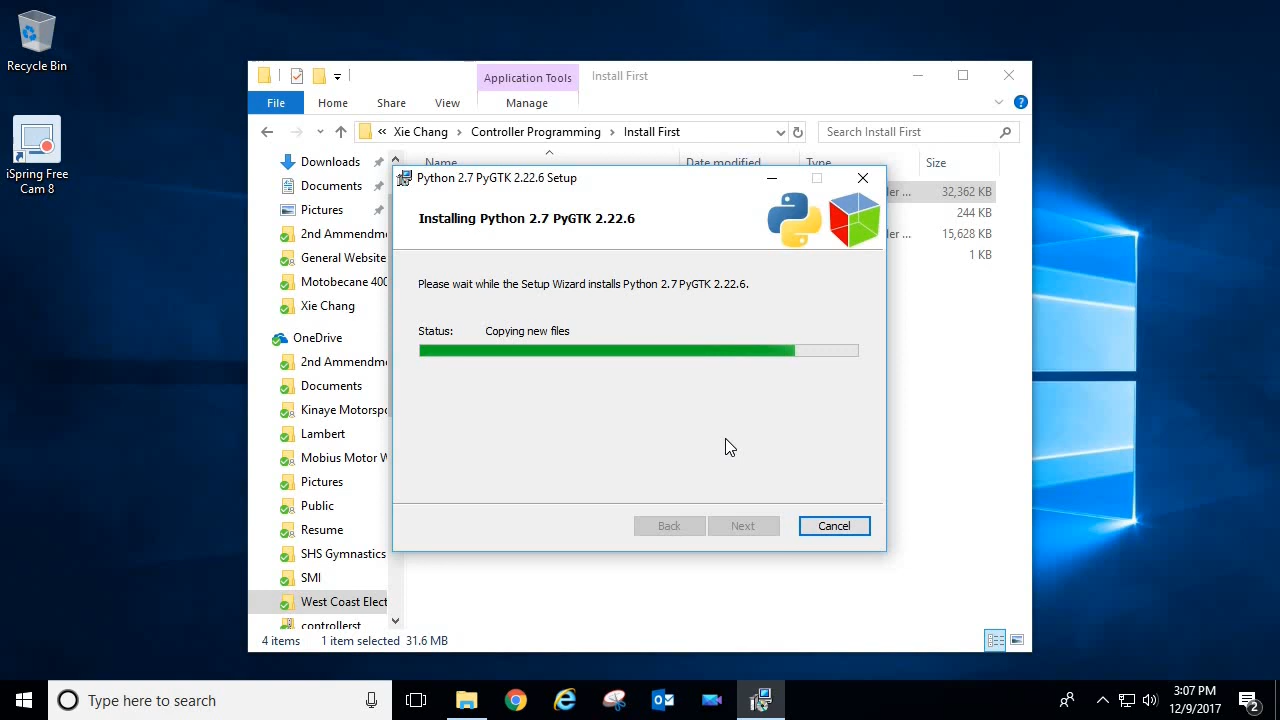 Recycle Bin
iSpring Free
Cam 8
Application Tools
Install First
File
Home
Share
View
Manage
« Xie Chang > Controller Programming > Install First
Search Install First
Name
Date modified
Type
Size
Downloads
Documents
Pictures
2nd Ammendme
General Website
Motobecane 400
Xie Chang
OneDrive
2nd Ammendme
Documents
Kinaye Motorspo
Lambert
Mobius Motor W
Pictures
Public
Resume
SHS Gymnastics
SMI
West Coast Elect
controllerst
ler ...
32,362 KB
244 KB
ler ...
15,628 KB
1 KB
Python 2.7 PyGTK 2.22.6 Setup
Installing Python 2.7 PyGTK 2.22.6
Please wait while the Setup Wizard installs Python 2.7 PyGTK 2.22.6.
Status: Copying new files
Back
Next
Cancel
4 items 1 item selected 31.6 MB
Type here to search
3:07 PM
12/9/2017
2